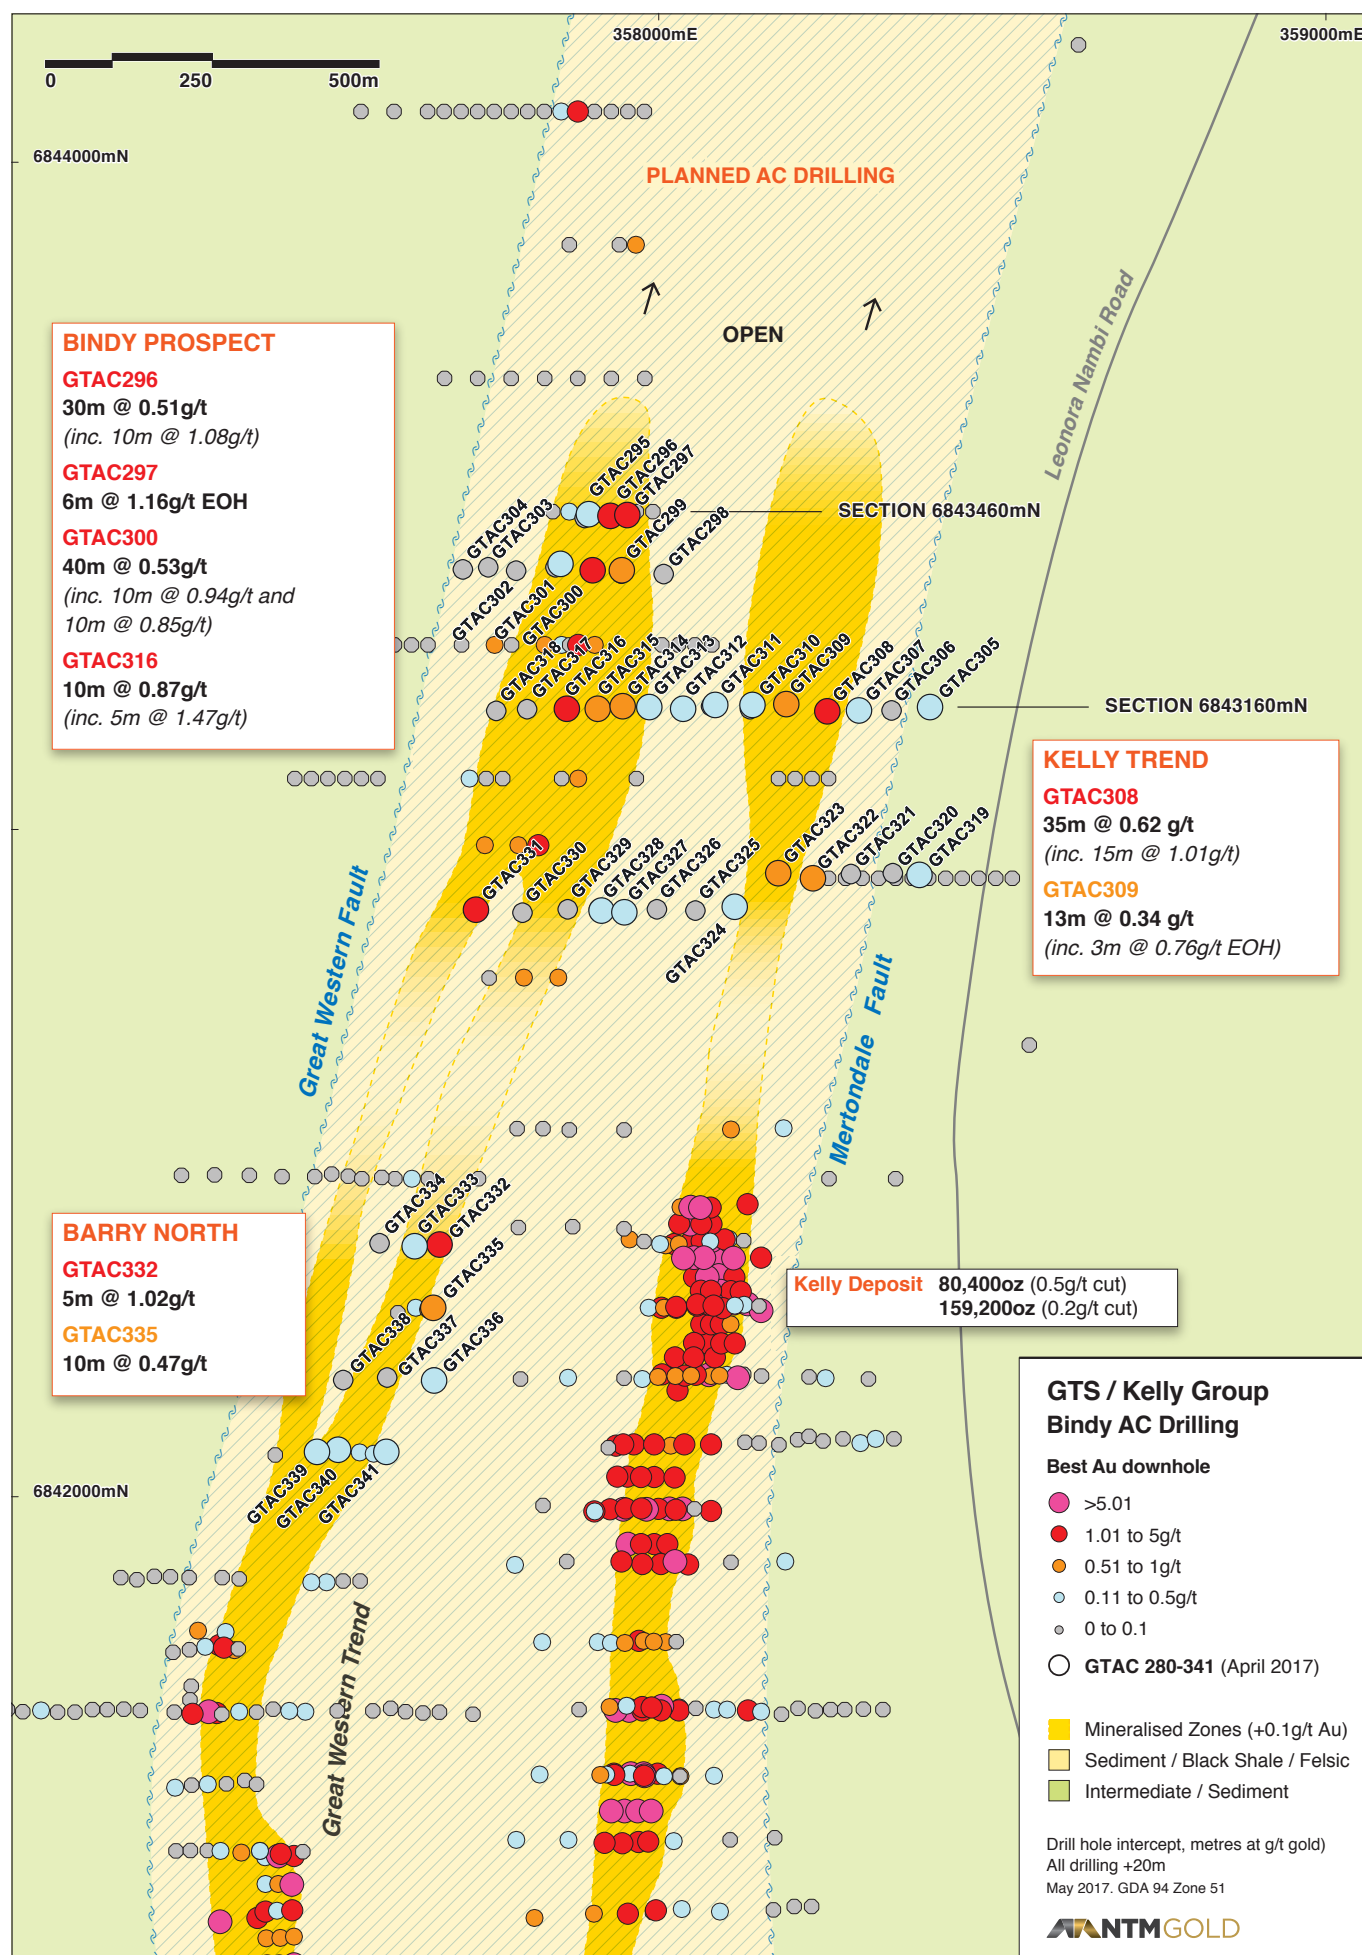 358000mE
359000mE
0
250
500m
6844000mN
PLANNED AC DRILLING
OPEN
Leonora Nambi Road
BINDY PROSPECT
GTAC296
30m @ 0.51g/t
(inc. 10m @ 1.08g/t)
GTAC297
6m @ 1.16g/t EOH
GTAC300
40m @ 0.53g/t
(inc. 10m @ 0.94g/t and
10m @ 0.85g/t)
GTAC316
10m @ 0.87g/t
(inc. 5m @ 1.47g/t)
GTAC295
GTAC296
GTAC297
SECTION 6843460mN
GTAC304
GTAC303
GTAC299
GTAC298
GTAC302
GTAC301
GTAC300
GTAC318
GTAC317
GTAC316
GTAC315
GTAC314
GTAC313
GTAC312
GTAC311
GTAC310
GTAC309
GTAC308
GTAC307
GTAC306
GTAC305
SECTION 6843160mN
KELLY TREND
GTAC308
35m @ 0.62 g/t
(inc. 15m @ 1.01g/t)
GTAC309
13m @ 0.34 g/t
(inc. 3m @ 0.76g/t EOH)
GTAC323
GTAC322
GTAC321
GTAC320
GTAC319
GTAC331
GTAC330
GTAC329
GTAC328
GTAC327
GTAC326
GTAC325
GTAC324
Great Western Fault
Mertondale Fault
GTAC334
GTAC333
GTAC332
GTAC335
BARRY NORTH
GTAC332
5m @ 1.02g/t
GTAC335
10m @ 0.47g/t
GTAC338
GTAC337
GTAC336
Kelly Deposit 80,400oz (0.5g/t cut)
159,200oz (0.2g/t cut)
GTAC339
GTAC340
GTAC341
6842000mN
Great Western Trend
GTS / Kelly Group
Bindy AC Drilling
Best Au downhole
>5.01
1.01 to 5g/t
0.51 to 1g/t
0.11 to 0.5g/t
0 to 0.1
GTAC 280-341 (April 2017)
Mineralised Zones (+0.1g/t Au)
Sediment / Black Shale / Felsic
Intermediate / Sediment
Drill hole intercept, metres at g/t gold)
All drilling +20m
May 2017. GDA 94 Zone 51
NTMGOLD